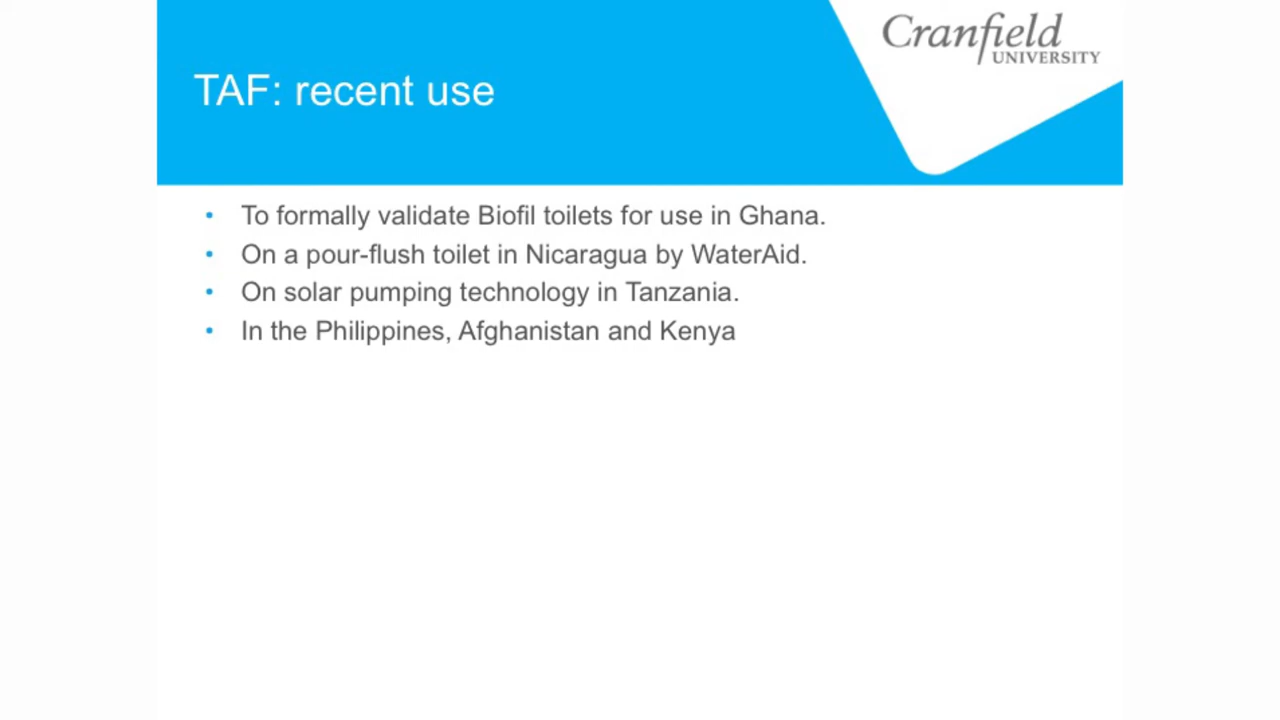 Cranfield
UNIVERSITY
TAF: recent use
• To formally validate Biofil toilets for use in Ghana.
• On a pour-flush toilet in Nicaragua by WaterAid.
• On solar pumping technology in Tanzania.
• In the Philippines, Afghanistan and Kenya